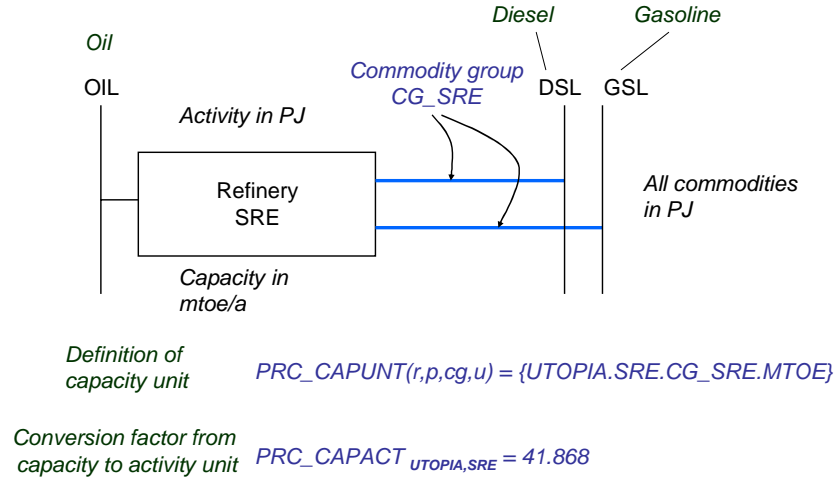 Diesel
Gasoline
Oil
Commodity group
CG_SRE
OIL
DSL
GSL
Activity in PJ
Refinery
SRE
All commodities
in PJ
Capacity in
mtoe/a
Definition of
capacity unit
PRC_CAPUNT(r,p,cg,u) = {UTOPIA.SRE.CG_SRE.MTOE}
Conversion factor from
capacity to activity unit
PRC_CAPACT UTOPIA,SRE = 41.868